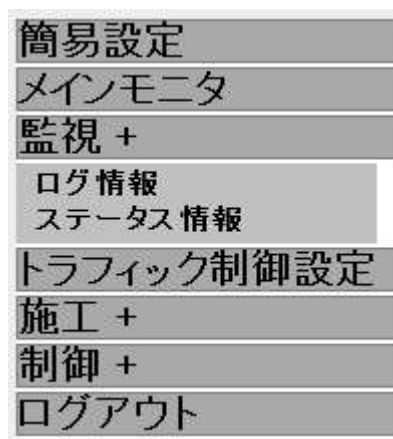 簡易設定
メインモニタ
監視 +
ログ情報
ステータス情報
トラフィック制御設定
施工 +
制御 +
ログアウト